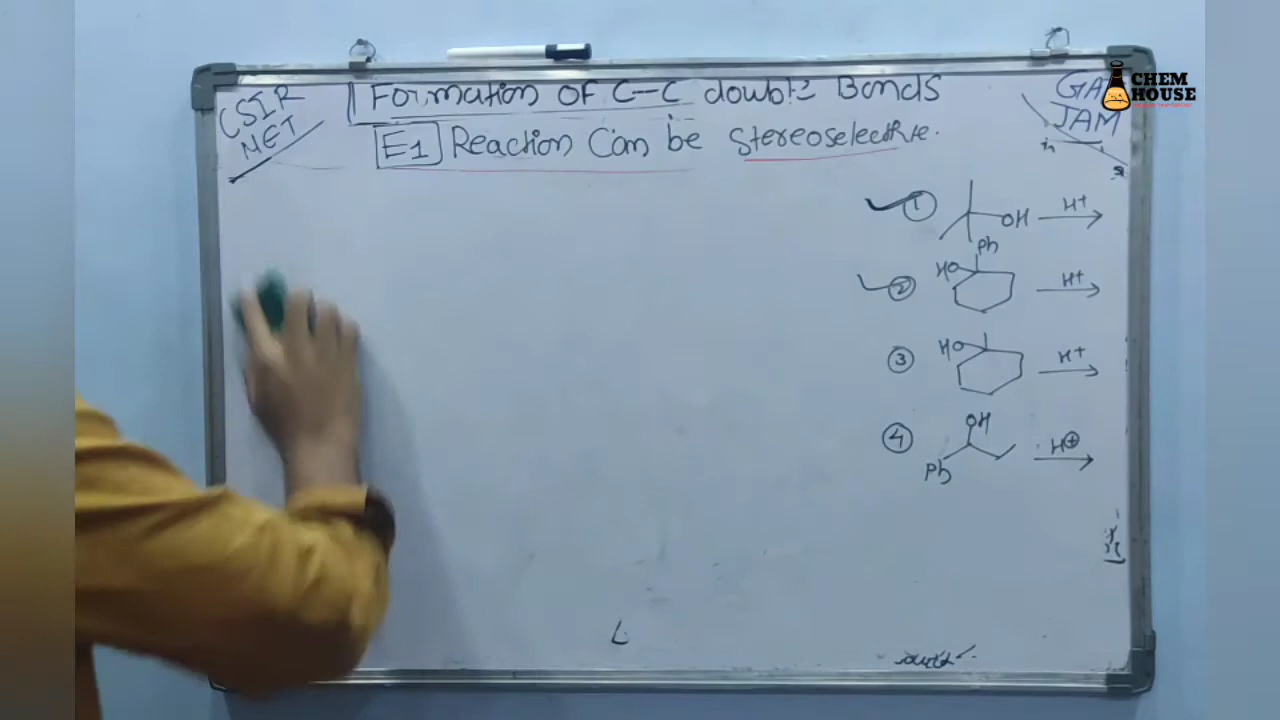 CSIR
NET
Formation OF C-C double Bonds
GA
JAM
CHEM
HOUSE
E1 Reaction Can be Stereoselective.
① OH H+
② HO Ph H+
③ HO H+
④ OH Ph H⊕